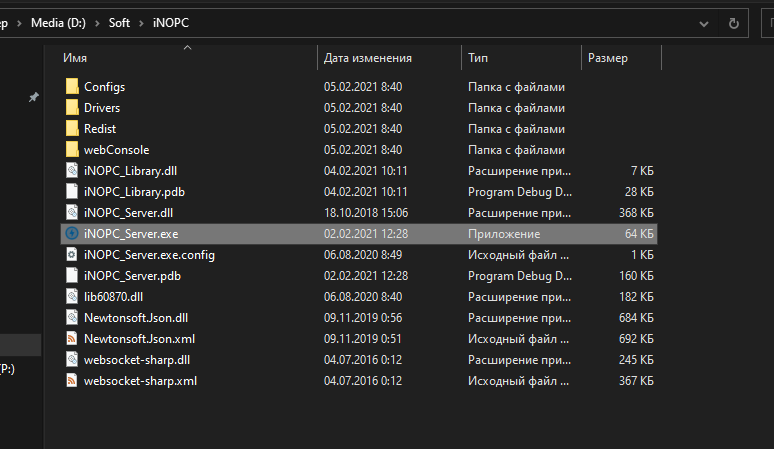 ер > Media (D:) > Soft > iNOPC
Имя Дата изменения Тип Размер
Configs 05.02.2021 8:40 Папка с файлами
Drivers 05.02.2021 8:40 Папка с файлами
Redist 05.02.2021 8:40 Папка с файлами
webConsole 05.02.2021 8:40 Папка с файлами
iNOPC_Library.dll 04.02.2021 10:11 Расширение при... 7 КБ
iNOPC_Library.pdb 04.02.2021 10:11 Program Debug D... 28 КБ
iNOPC_Server.dll 18.10.2018 15:06 Расширение при... 368 КБ
iNOPC_Server.exe 02.02.2021 12:28 Приложение 64 КБ
iNOPC_Server.exe.config 06.08.2020 8:49 Исходный файл ... 1 КБ
iNOPC_Server.pdb 02.02.2021 12:28 Program Debug D... 160 КБ
lib60870.dll 06.08.2020 8:40 Расширение при... 182 КБ
Newtonsoft.Json.dll 09.11.2019 0:56 Расширение при... 684 КБ
Newtonsoft.Json.xml 09.11.2019 0:51 Исходный файл ... 692 КБ
(P:) websocket-sharp.dll 04.07.2016 0:12 Расширение при... 245 КБ
websocket-sharp.xml 04.07.2016 0:12 Исходный файл ... 367 КБ